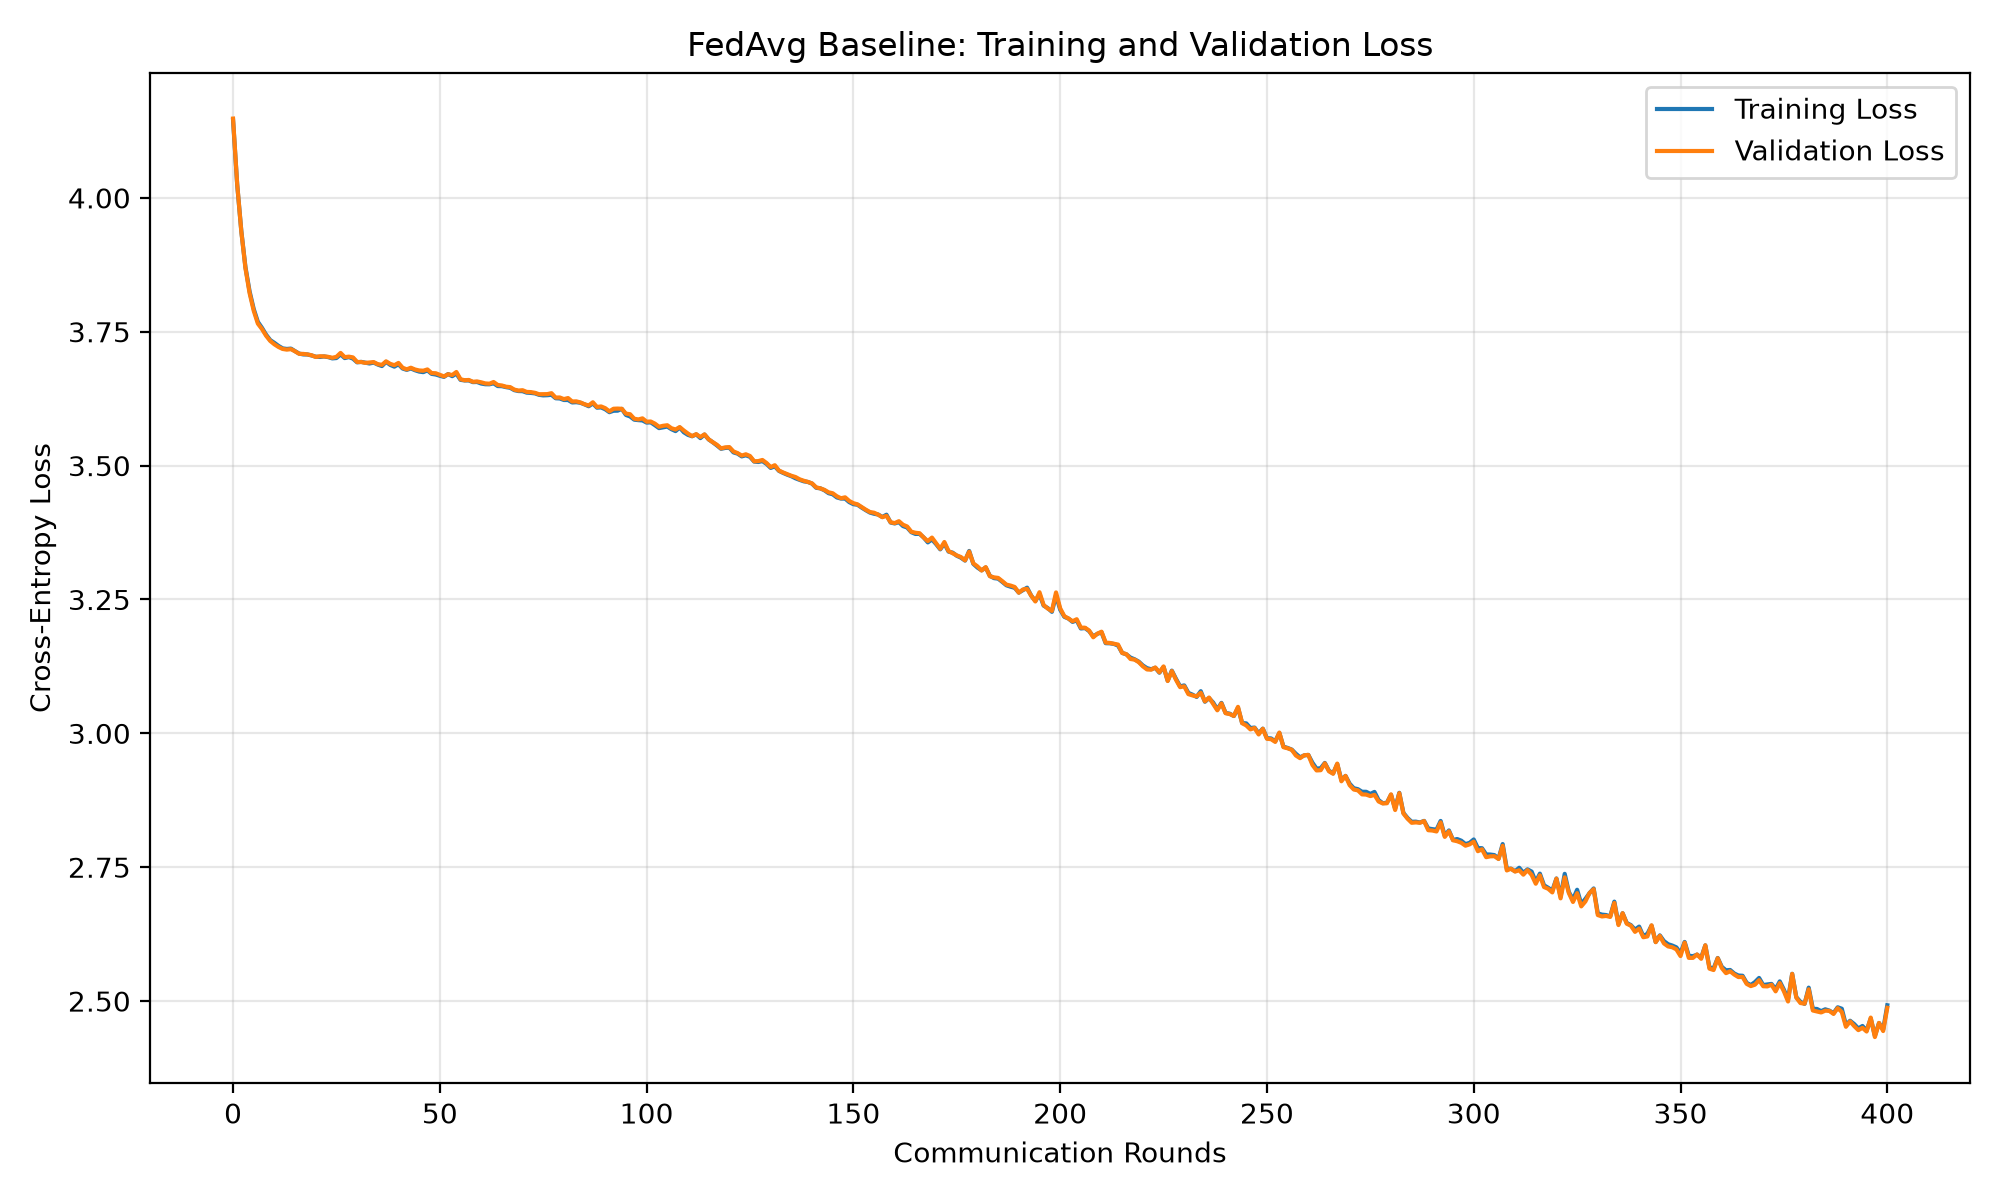 FedAvg Baseline: Training and Validation Loss
Training Loss
Validation Loss
Cross-Entropy Loss
4.00
3.75
3.50
3.25
3.00
2.75
2.50
0 50 100 150 200 250 300 350 400
Communication Rounds